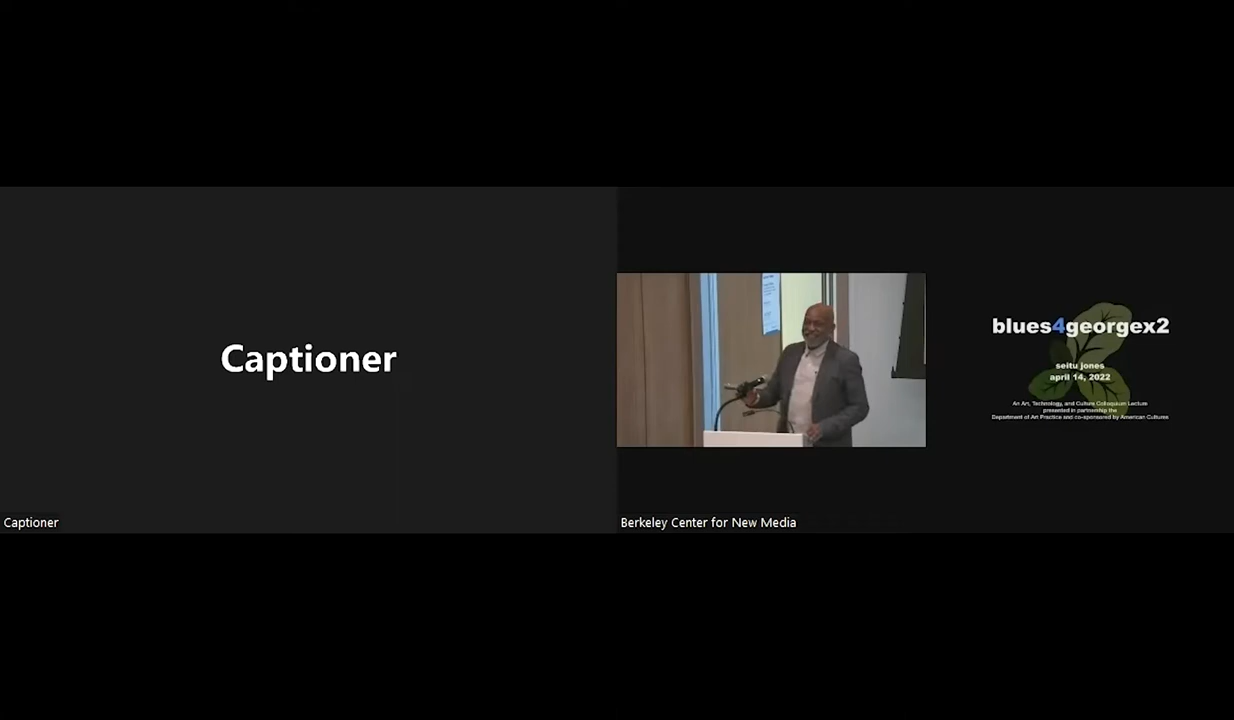 Captioner
Captioner
Berkeley Center for New Media
blues4georgex2
seitu jones
april 14, 2022
An Art, Technology, and Culture Colloquium Lecture
presented in partnership the
Department of Art Practice and co-sponsored by American Cultures